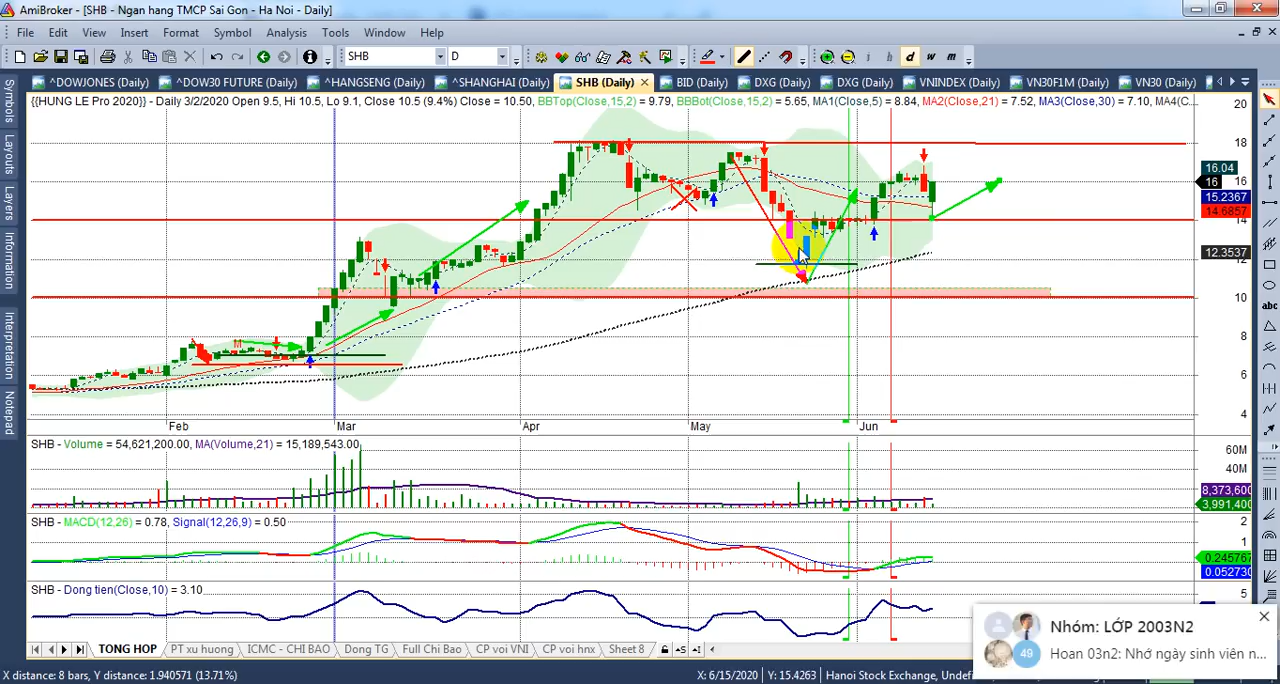 AmiBroker - [SHB - Ngan hang TMCP Sai Gon - Ha Noi - Daily]
File Edit View Insert Format Symbol Analysis Tools Window Help
SHB D
^DOWJONES (Daily) ^DOW30 FUTURE (Daily) ^HANGSENG (Daily) ^SHANGHAI (Daily) SHB (Daily) BID (Daily) DXG (Daily) DXG (Daily) VNINDEX (Daily) VN30F1M (Daily) VN30 (Daily)
{{HUNG LE Pro 2020}} - Daily 3/2/2020 Open 9.5, Hi 10.5, Lo 9.1, Close 10.5 (9.4%) Close = 10.50, BBTop(Close,15,2) = 9.79, BBBot(Close,15,2) = 5.65, MA1(Close,5) = 8.84, MA2(Close,21) = 7.52, MA3(Close,30) = 7.10, MA4(C...
Symbols
Layouts
Layers
Information
Interpretation
Notepad
20
18
16.04
16
16
15.2367
14.6857
14
12.3537
12
10
8
6
4
M
Feb Mar Apr May Jun
SHB - Volume = 54,621,200.00, MA(Volume,21) = 15,189,543.00
60M
40M
8,373,600
3,991,400
SHB - MACD(12,26) = 0.78, Signal(12,26,9) = 0.50
2
1
0.245767
0.052730
SHB - Dong tien(Close,10) = 3.10
5
abc
Nhóm: LỚP 2003N2
49 Hoan 03n2: Nhớ ngày sinh viên n...
TONG HOP PT xu huong ICMC - CHI BAO Dong TG Full Chi Bao CP voi VNI CP voi hnx Sheet 8
X distance: 8 bars, Y distance: 1.940571 (13.71%) X: 6/15/2020 Y: 15.4263 Hanoi Stock Exchange, Undef